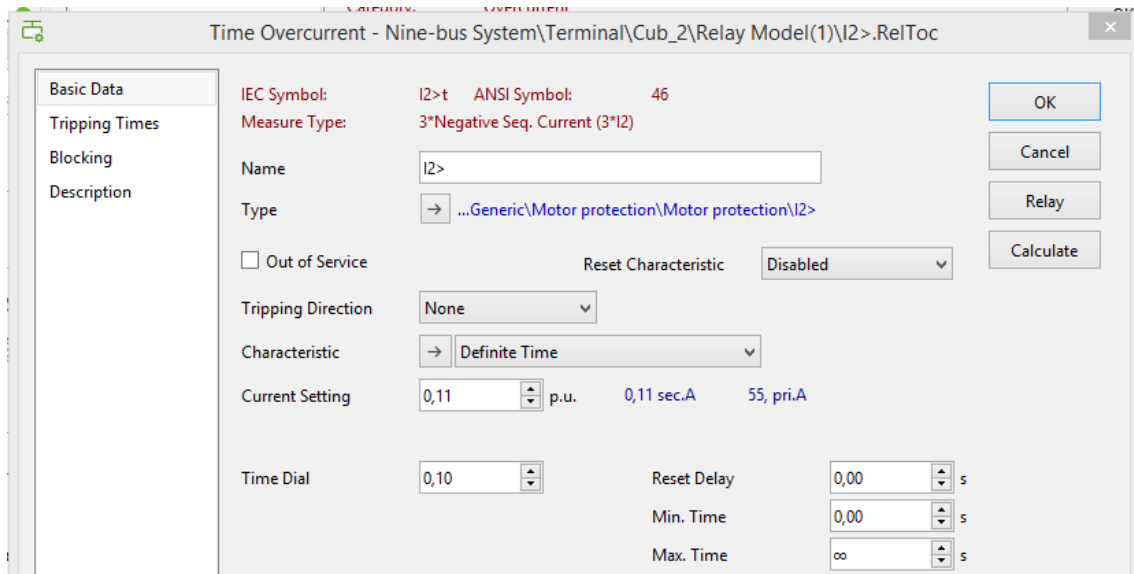 Category: Overcurrent
Time Overcurrent - Nine-bus System\Terminal\Cub_2\Relay Model(1)\I2>.RelToc
Basic Data
Tripping Times
Blocking
Description
IEC Symbol: I2>t ANSI Symbol: 46
Measure Type: 3*Negative Seq. Current (3*I2)
Name I2>
Type → ...Generic\Motor protection\Motor protection\I2>
Out of Service Reset Characteristic Disabled
Tripping Direction None
Characteristic → Definite Time
Current Setting 0,11 p.u. 0,11 sec.A 55, pri.A
Time Dial 0,10 Reset Delay 0,00 s
Min. Time 0,00 s
Max. Time ∞ s
OK
Cancel
Relay
Calculate